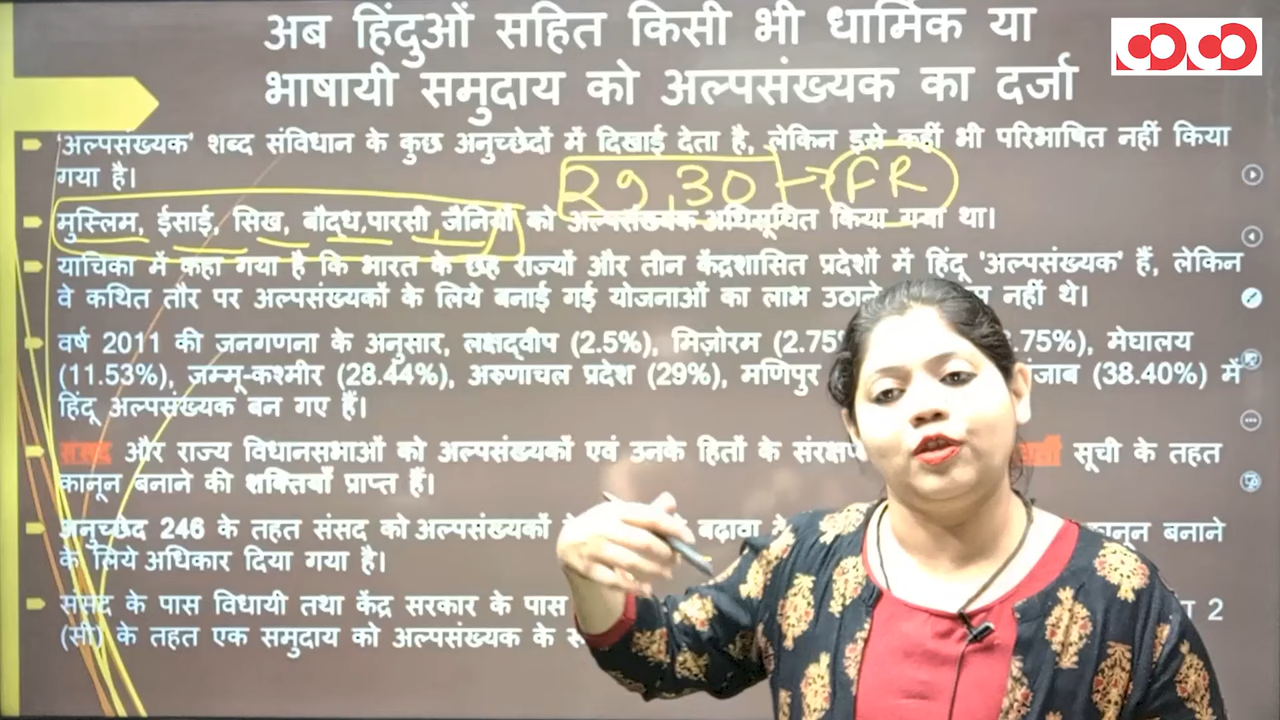 अब हिंदुओं सहित किसी भी धार्मिक या
भाषायी समुदाय को अल्पसंख्यक का दर्जा
'अल्पसंख्यक' शब्द संविधान के कुछ अनुच्छेदों में दिखाई देता है, लेकिन इसे कहीं भी परिभाषित नहीं किया
गया है।
29,30 → FR
मुस्लिम, ईसाई, सिख, बौद्ध,पारसी ,जैनियों को अल्पसंख्यक अधिसूचित किया गया था।
याचिका में कहा गया है कि भारत के छह राज्यों और तीन केंद्रशासित प्रदेशों में हिंदू 'अल्पसंख्यक' हैं, लेकिन
वे कथित तौर पर अल्पसंख्यकों के लिये बनाई गई योजनाओं का लाभ उठाने नहीं थे।
वर्ष 2011 की जनगणना के अनुसार, लक्षद्वीप (2.5%), मिज़ोरम (2.75% .75%), मेघालय
(11.53%), जम्मू-कश्मीर (28.44%), अरुणाचल प्रदेश (29%), मणिपुर (38.40%) में
हिंदू अल्पसंख्यक बन गए हैं।
संसद और राज्य विधानसभाओं को अल्पसंख्यकों एवं उनके हितों के सूची के तहत
कानून बनाने की शक्तियाँ प्राप्त हैं।
अनुच्छेद 246 के तहत संसद को अल्पसंख्यकों बढ़ावा कानून बनाने
के लिये अधिकार दिया गया है।
संसद के पास विधायी तथा केंद्र सरकार के पास 2
(सी) के तहत एक समुदाय को अल्पसंख्यक के